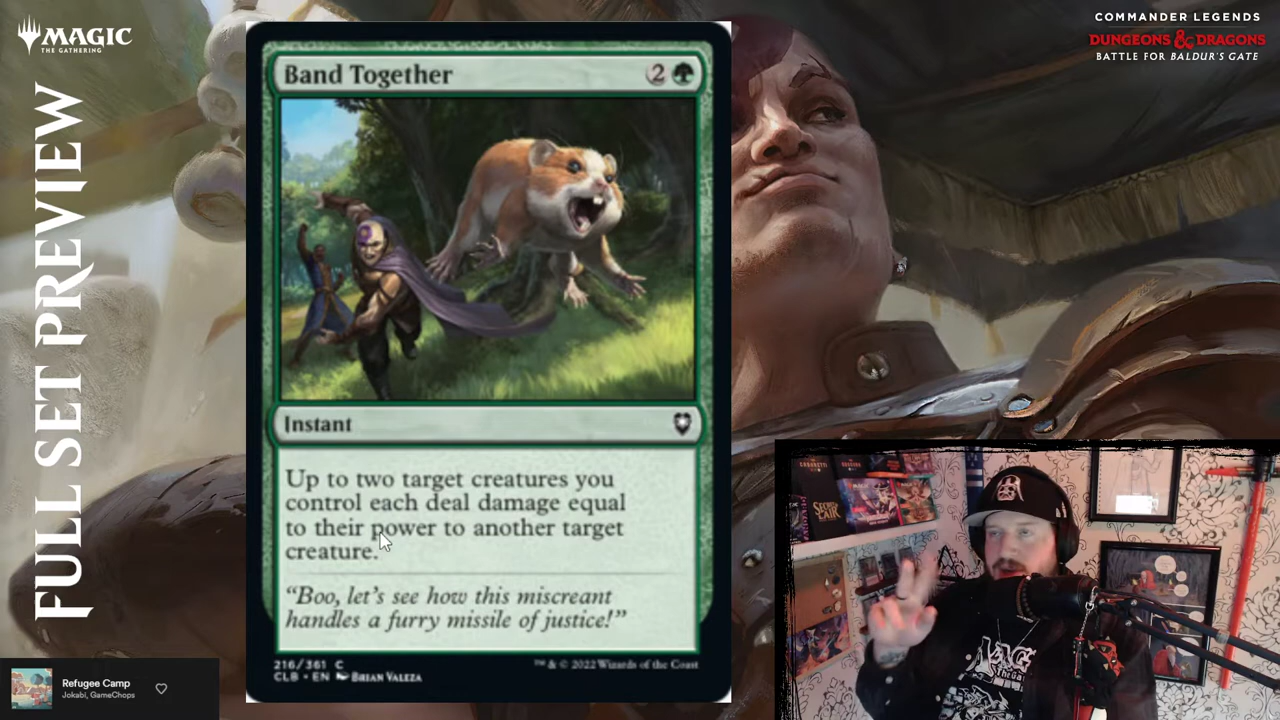 MAGIC
THE GATHERING
FULL SET PREVIEW
COMMANDER LEGENDS
DUNGEONS & DRAGONS
BATTLE FOR BALDUR'S GATE
Band Together 2
Instant
Up to two target creatures you
control each deal damage equal
to their power to another target
creature.
"Boo, let's see how this miscreant
handles a furry missile of justice!"
216/361 C
CLB • EN BRIAN VALEZA
™ & © 2022 Wizards of the Coast
Refugee Camp
Jokabi, GameChops
SECRET
LAIR